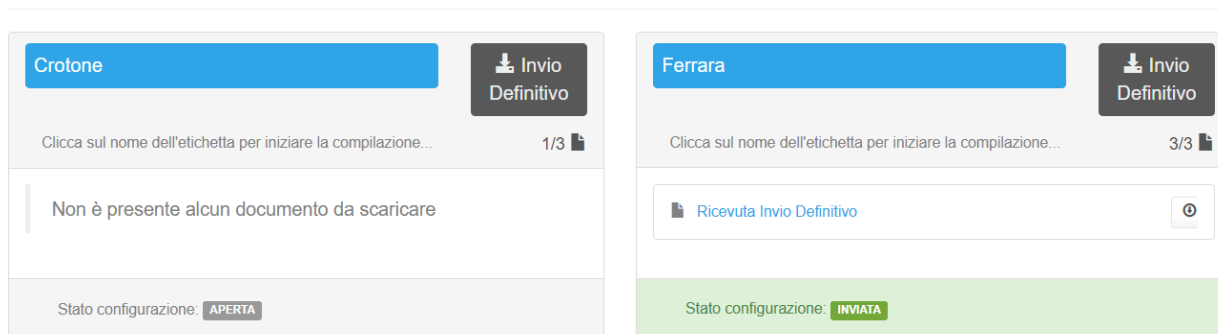 Crotone
Invio
Definitivo
Clicca sul nome dell'etichetta per iniziare la compilazione...
1/3
Non è presente alcun documento da scaricare
Stato configurazione: APERTA
Ferrara
Invio
Definitivo
Clicca sul nome dell'etichetta per iniziare la compilazione...
3/3
Ricevuta Invio Definitivo
Stato configurazione: INVIATA